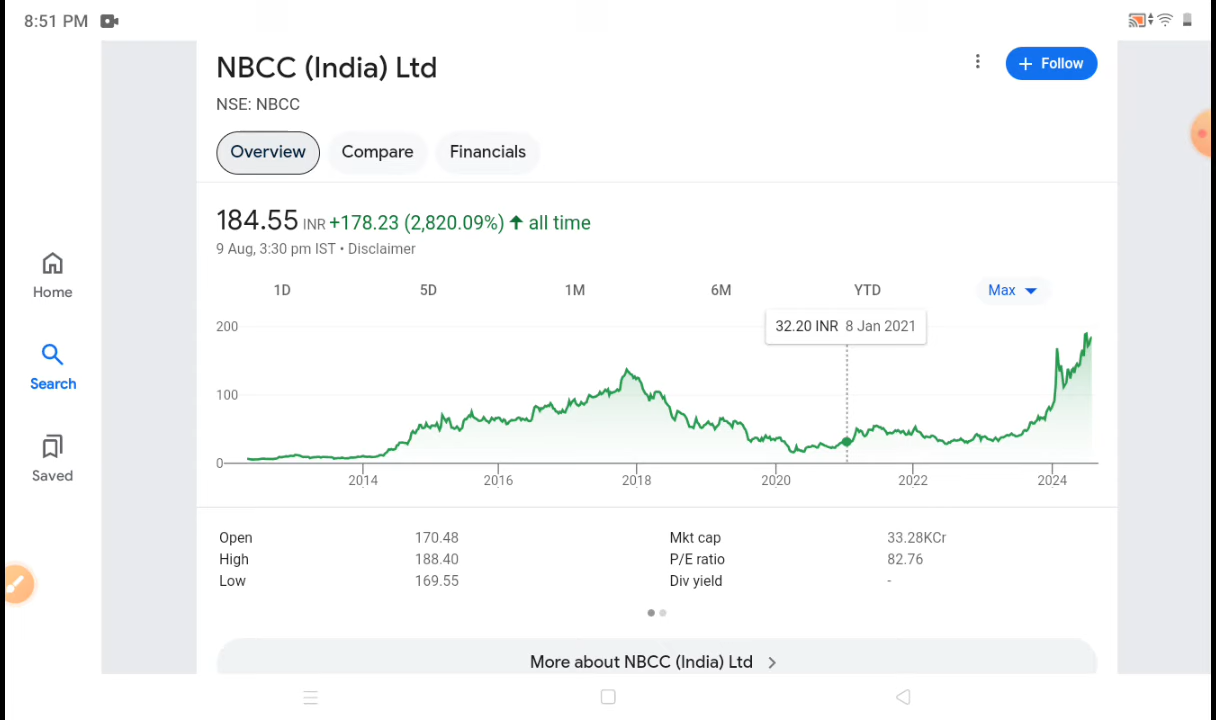 8:51 PM
NBCC (India) Ltd
+ Follow
NSE: NBCC
Overview Compare Financials
184.55 INR +178.23 (2,820.09%) ↑ all time
9 Aug, 3:30 pm IST • Disclaimer
1D 5D 1M 6M YTD Max
32.20 INR 8 Jan 2021
200
100
0
2014 2016 2018 2020 2022 2024
Home
Search
Saved
Open 170.48 Mkt cap 33.28KCr
High 188.40 P/E ratio 82.76
Low 169.55 Div yield -
More about NBCC (India) Ltd >